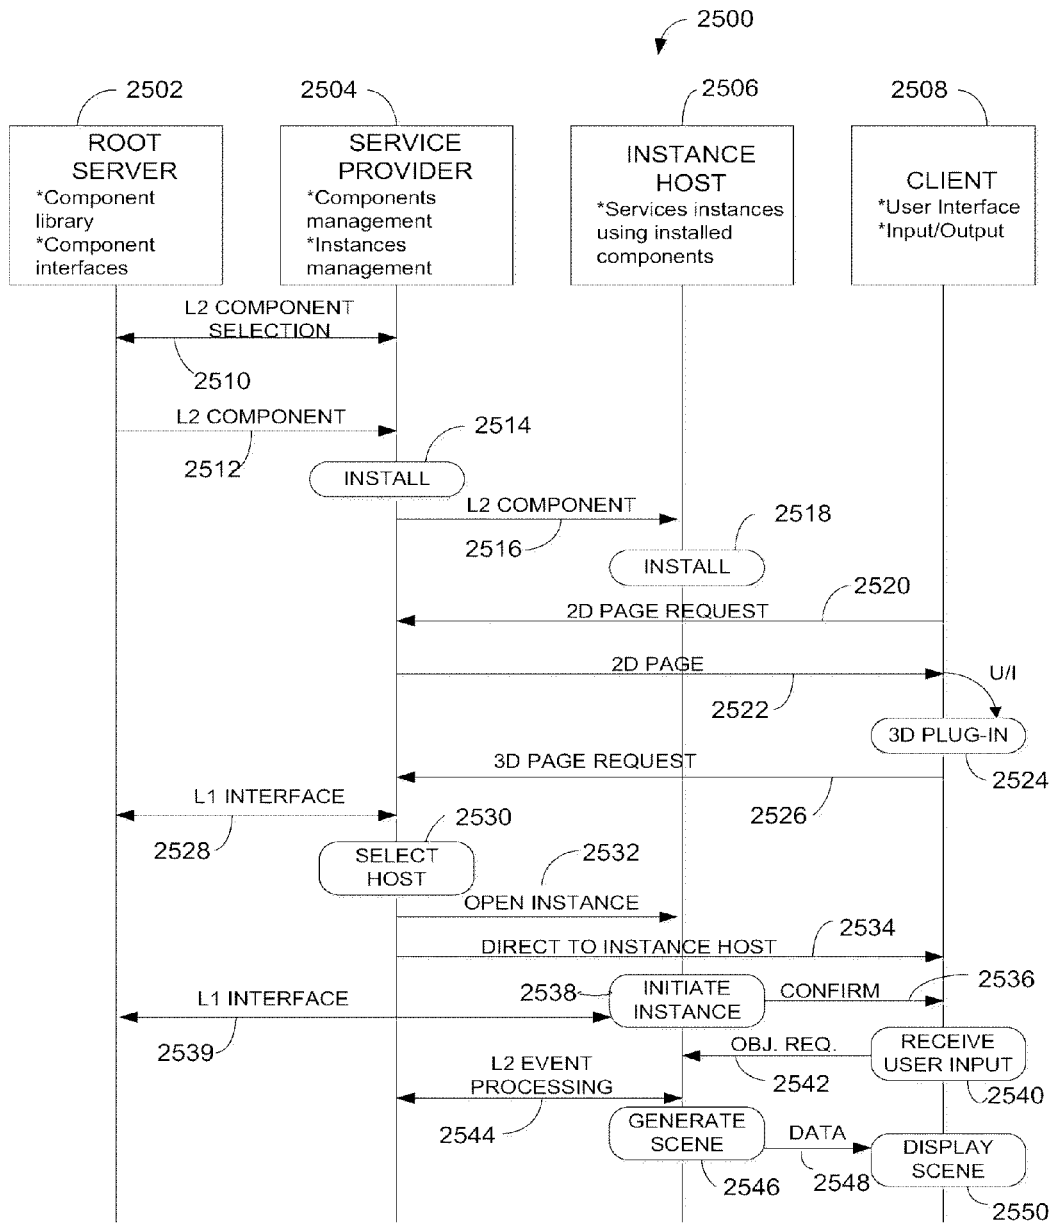 2500
2502
2504
2506
2508
ROOT
SERVER
*Component
library
*Component
interfaces
SERVICE
PROVIDER
*Components
management
*Instances
management
INSTANCE
HOST
*Services instances
using installed
components
CLIENT
*User Interface
*Input/Output
L2 COMPONENT
SELECTION
2510
L2 COMPONENT
2512
2514
INSTALL
L2 COMPONENT
2516
2518
INSTALL
2520
2D PAGE REQUEST
2D PAGE
2522
U/I
3D PLUG-IN
2524
3D PAGE REQUEST
2526
L1 INTERFACE
2528
2530
SELECT
HOST
2532
OPEN INSTANCE
2534
DIRECT TO INSTANCE HOST
2538
INITIATE
INSTANCE
CONFIRM
2536
L1 INTERFACE
2539
RECEIVE
USER INPUT
2540
OBJ. REQ.
2542
L2 EVENT
PROCESSING
2544
GENERATE
SCENE
2546
DATA
2548
DISPLAY
SCENE
2550